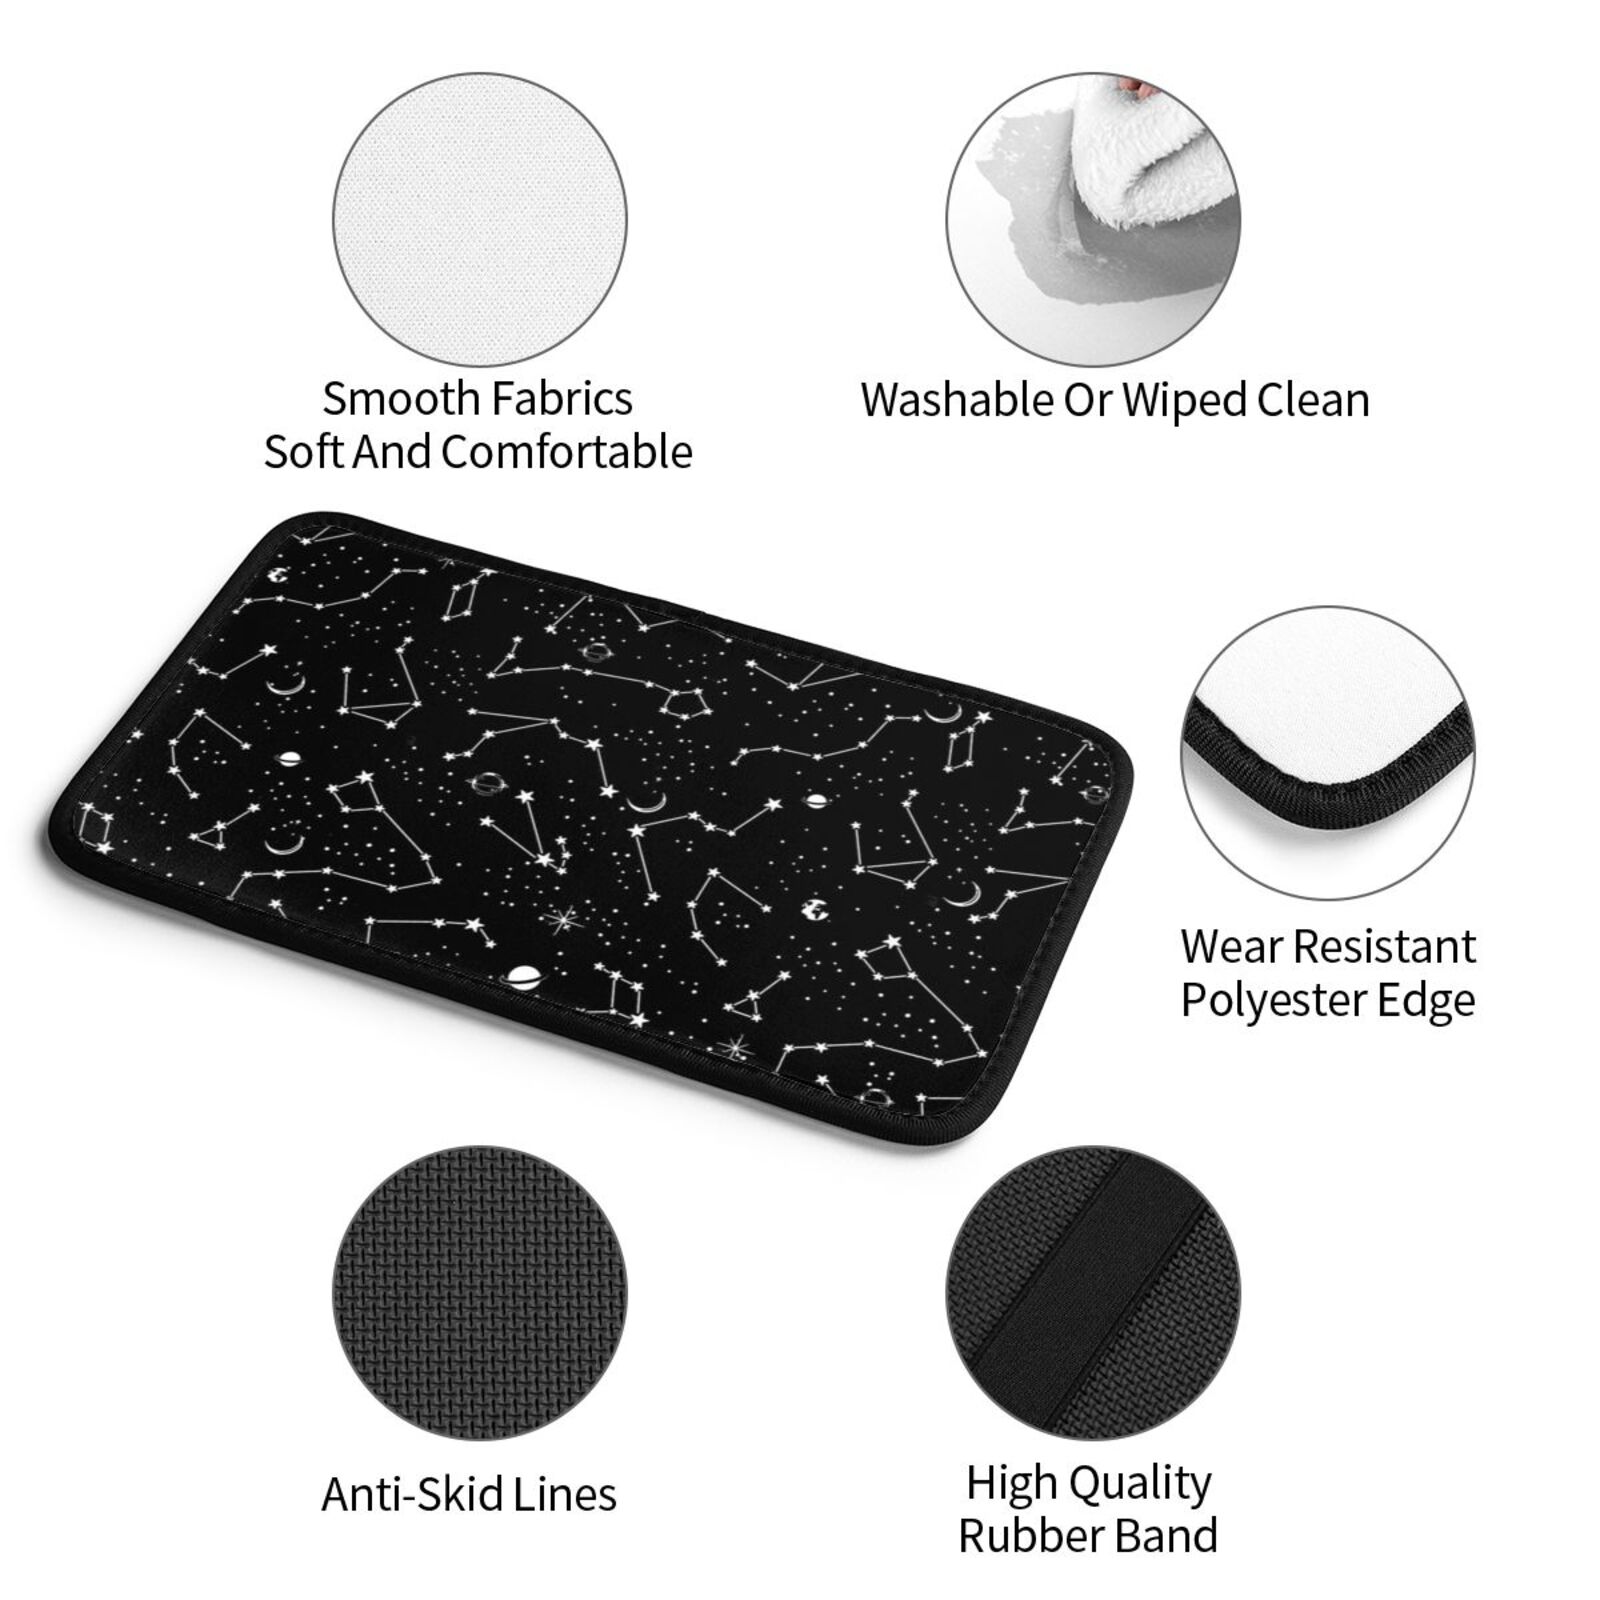 Smooth Fabrics
Soft And Comfortable
Washable Or Wiped Clean
Wear Resistant
Polyester Edge
Anti-Skid Lines
High Quality
Rubber Band